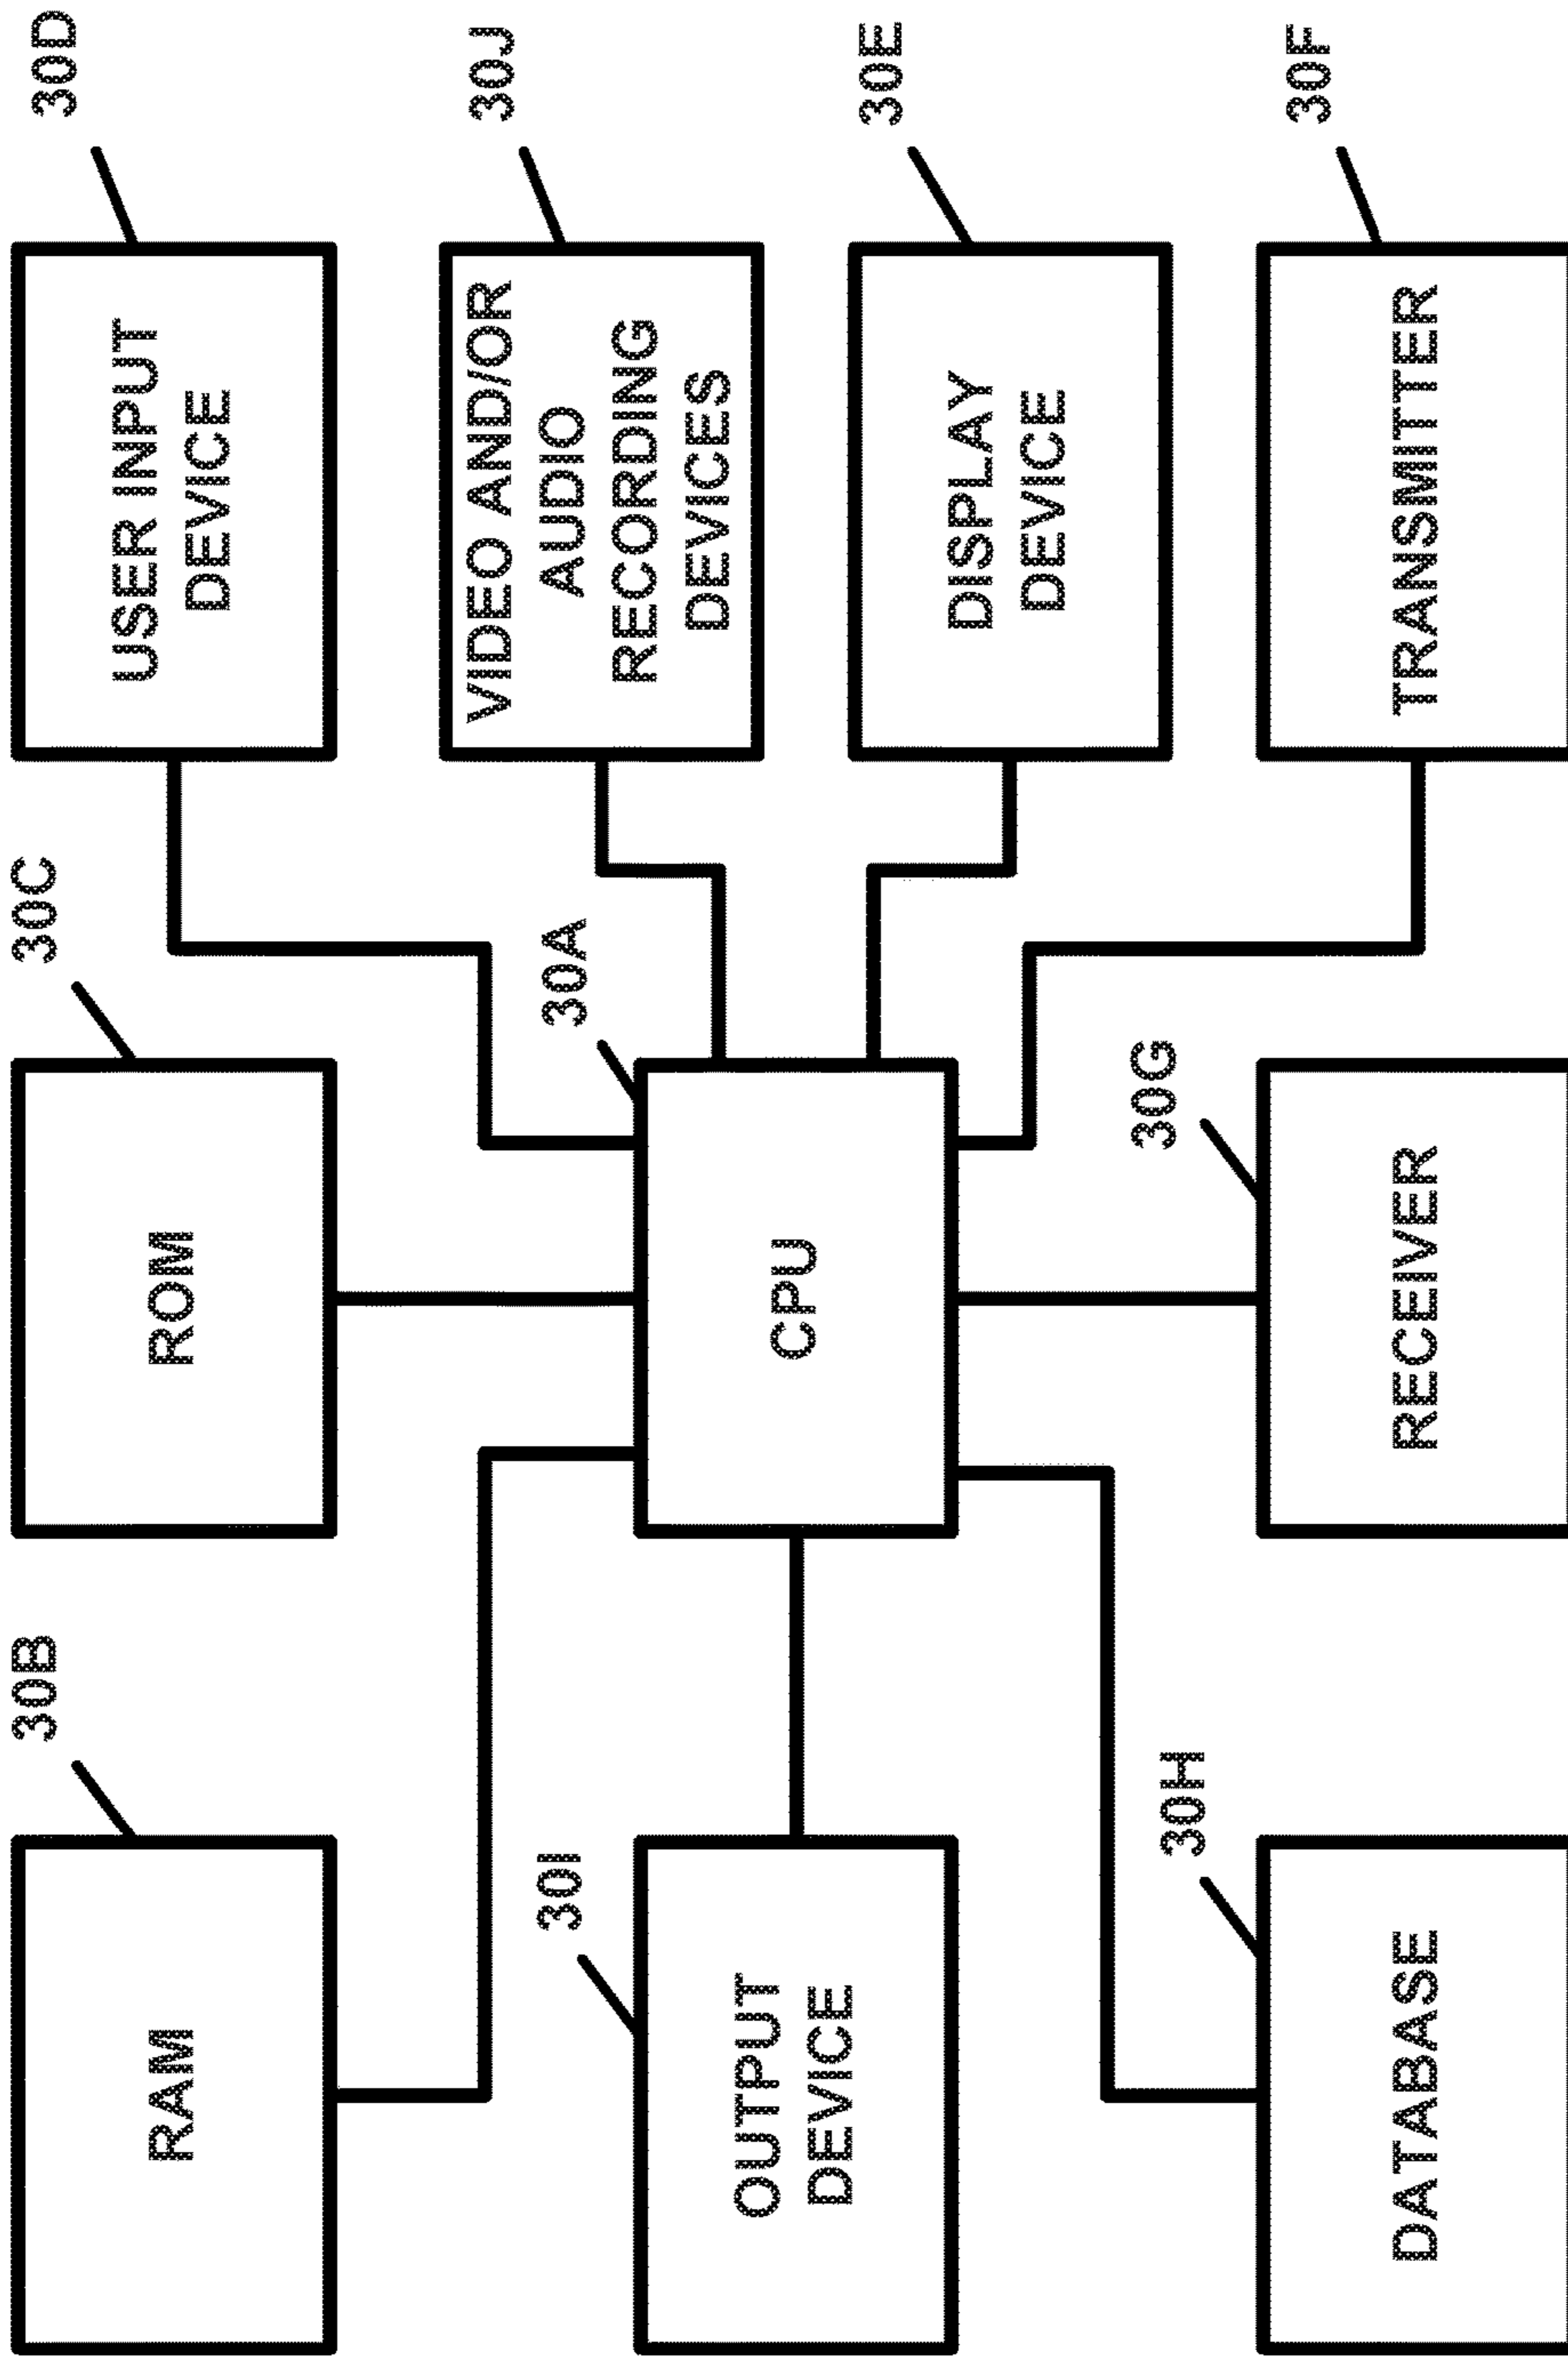 30B
RAM
30C
ROM
30D
USER INPUT
DEVICE
30I
OUTPUT
DEVICE
30A
CPU
30J
VIDEO AND/OR
AUDIO
RECORDING
DEVICES
30E
DISPLAY
DEVICE
30H
DATABASE
30G
RECEIVER
30F
TRANSMITTER